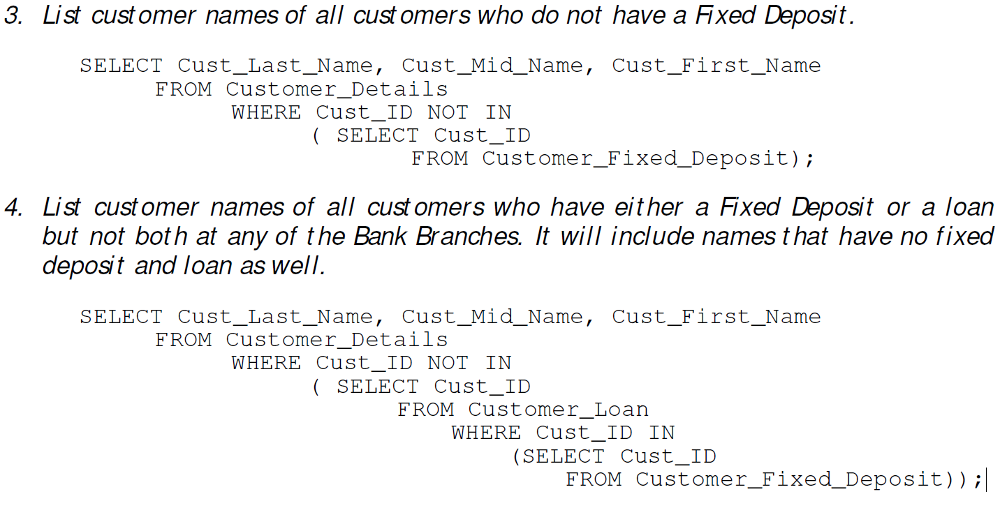 3. List customer names of all customers who do not have a Fixed Deposit.
SELECT Cust_Last_Name, Cust_Mid_Name, Cust_First_Name
FROM Customer_Details
WHERE Cust_ID NOT IN
( SELECT Cust_ID
FROM Customer_Fixed_Deposit);
4. List customer names of all customers who have either a Fixed Deposit or a loan
but not both at any of the Bank Branches. It will include names that have no fixed
deposit and loan as well.
SELECT Cust_Last_Name, Cust_Mid_Name, Cust_First_Name
FROM Customer_Details
WHERE Cust_ID NOT IN
( SELECT Cust_ID
FROM Customer_Loan
WHERE Cust_ID IN
(SELECT Cust_ID
FROM Customer_Fixed_Deposit));